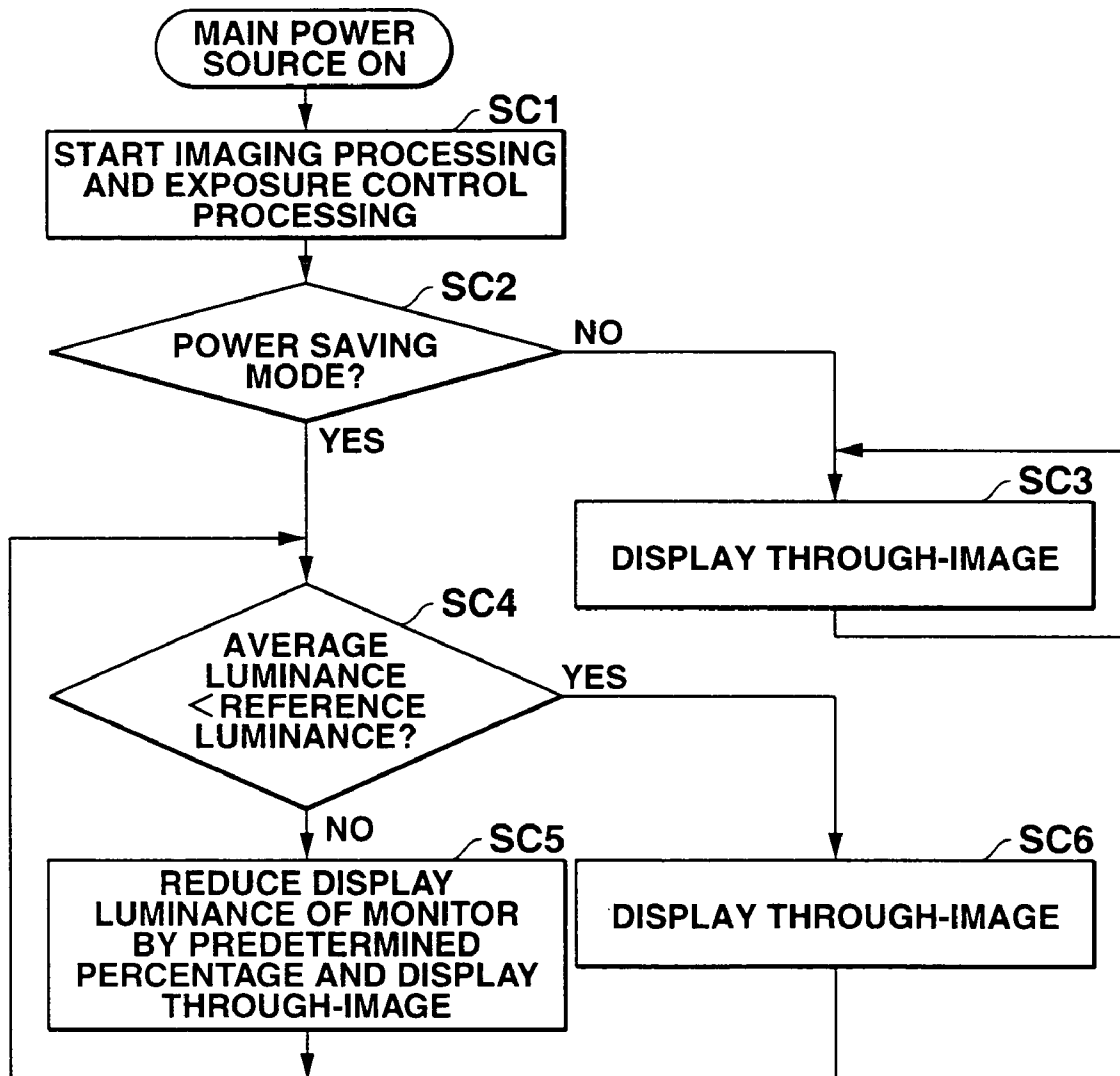 MAIN POWER
SOURCE ON
SC1
START IMAGING PROCESSING
AND EXPOSURE CONTROL
PROCESSING
SC2
POWER SAVING
MODE?
NO
YES
SC3
DISPLAY THROUGH-IMAGE
SC4
AVERAGE
LUMINANCE
<REFERENCE
LUMINANCE?
YES
NO
SC5
REDUCE DISPLAY
LUMINANCE OF MONITOR
BY PREDETERMINED
PERCENTAGE AND DISPLAY
THROUGH-IMAGE
SC6
DISPLAY THROUGH-IMAGE